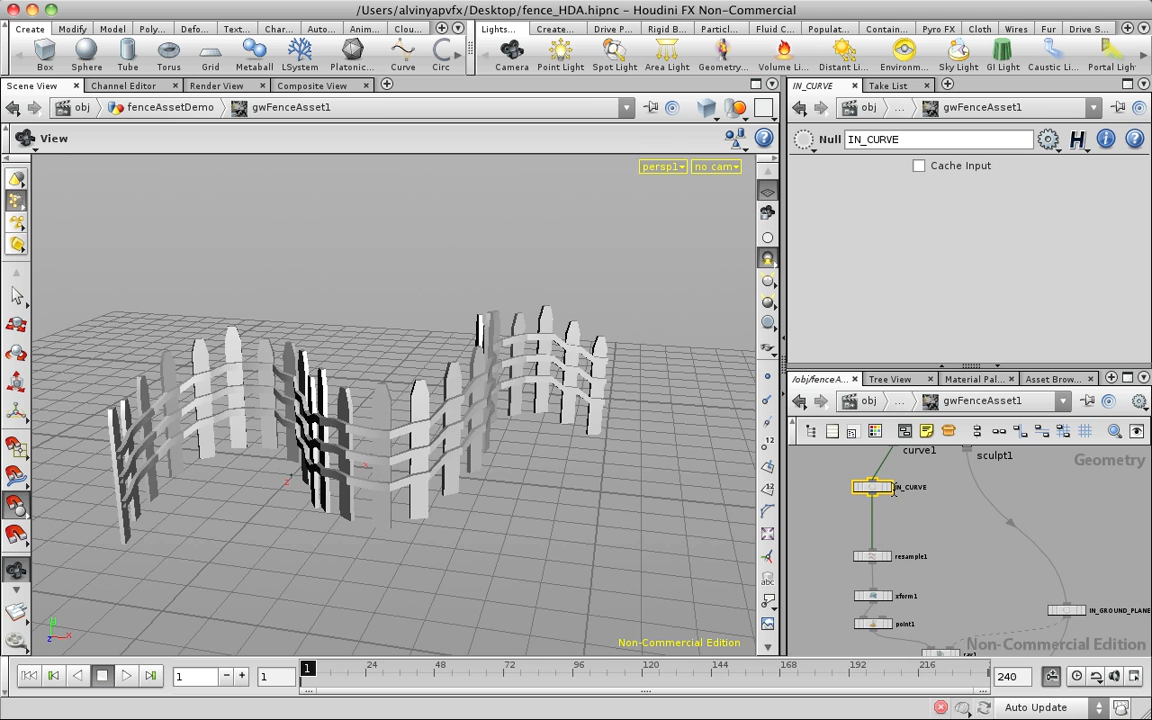 /Users/alvinyapvfx/Desktop/fence_HDA.hipnc – Houdini FX Non-Commercial
Create Modify Model Poly... Defo... Text... Char... Auto... Anim... Clou... Lights... Create... Drive P... Rigid B... Particl... Fluid C... Populat... Contain... Pyro FX Cloth Wires Fur Drive S...
Box Sphere Tube Torus Grid Metaball LSystem Platonic... Curve Circ Camera Point Light Spot Light Area Light Geometry... Volume Li... Distant Li... Environm... Sky Light GI Light Caustic Li... Portal Ligh
Scene View Channel Editor Render View Composite View IN_CURVE Take List
obj fenceAssetDemo gwFenceAsset1 obj ... gwFenceAsset1
View Null IN_CURVE
persp1 no cam Cache Input
/obj/fenceA... Tree View Material Pal... Asset Brow...
obj ... gwFenceAsset1
curve1 sculpt1 Geometry
IN_CURVE
resample1
xform1
IN_GROUND_PLANE
point1
Non-Commercial Edition Non-Commercial Edition
1 1 1 24 48 72 96 120 144 168 192 216 240
Auto Update